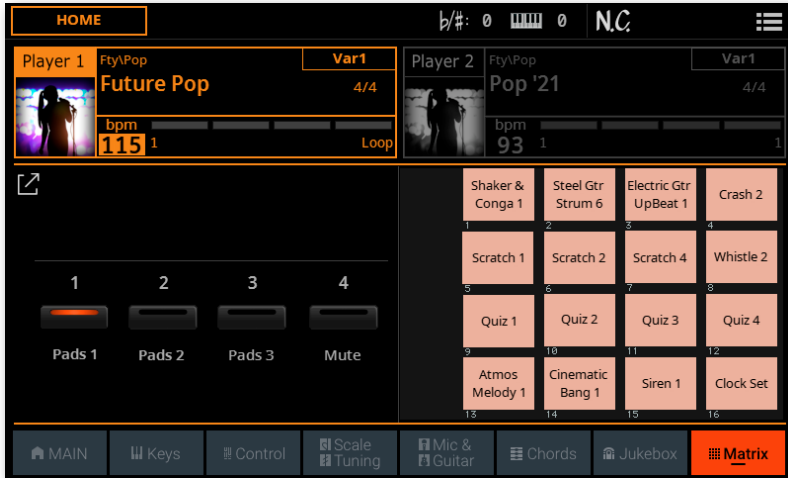 HOME
b/#: 0
0
N.C.
Player 1
Fty\Pop
Var1
Future Pop
4/4
bpm
115
1
Loop
Player 2
Fty\Pop
Var1
Pop '21
4/4
bpm
93
1
1
1
2
3
4
Pads 1
Pads 2
Pads 3
Mute
Shaker &
Conga 1
1
Steel Gtr
Strum 6
2
Electric Gtr
UpBeat 1
3
Crash 2
4
Scratch 1
5
Scratch 2
6
Scratch 4
7
Whistle 2
8
Quiz 1
9
Quiz 2
10
Quiz 3
11
Quiz 4
12
Atmos
Melody 1
13
Cinematic
Bang 1
14
Siren 1
15
Clock Set
16
MAIN
Keys
Control
Scale
Tuning
Mic &
Guitar
Chords
Jukebox
Matrix